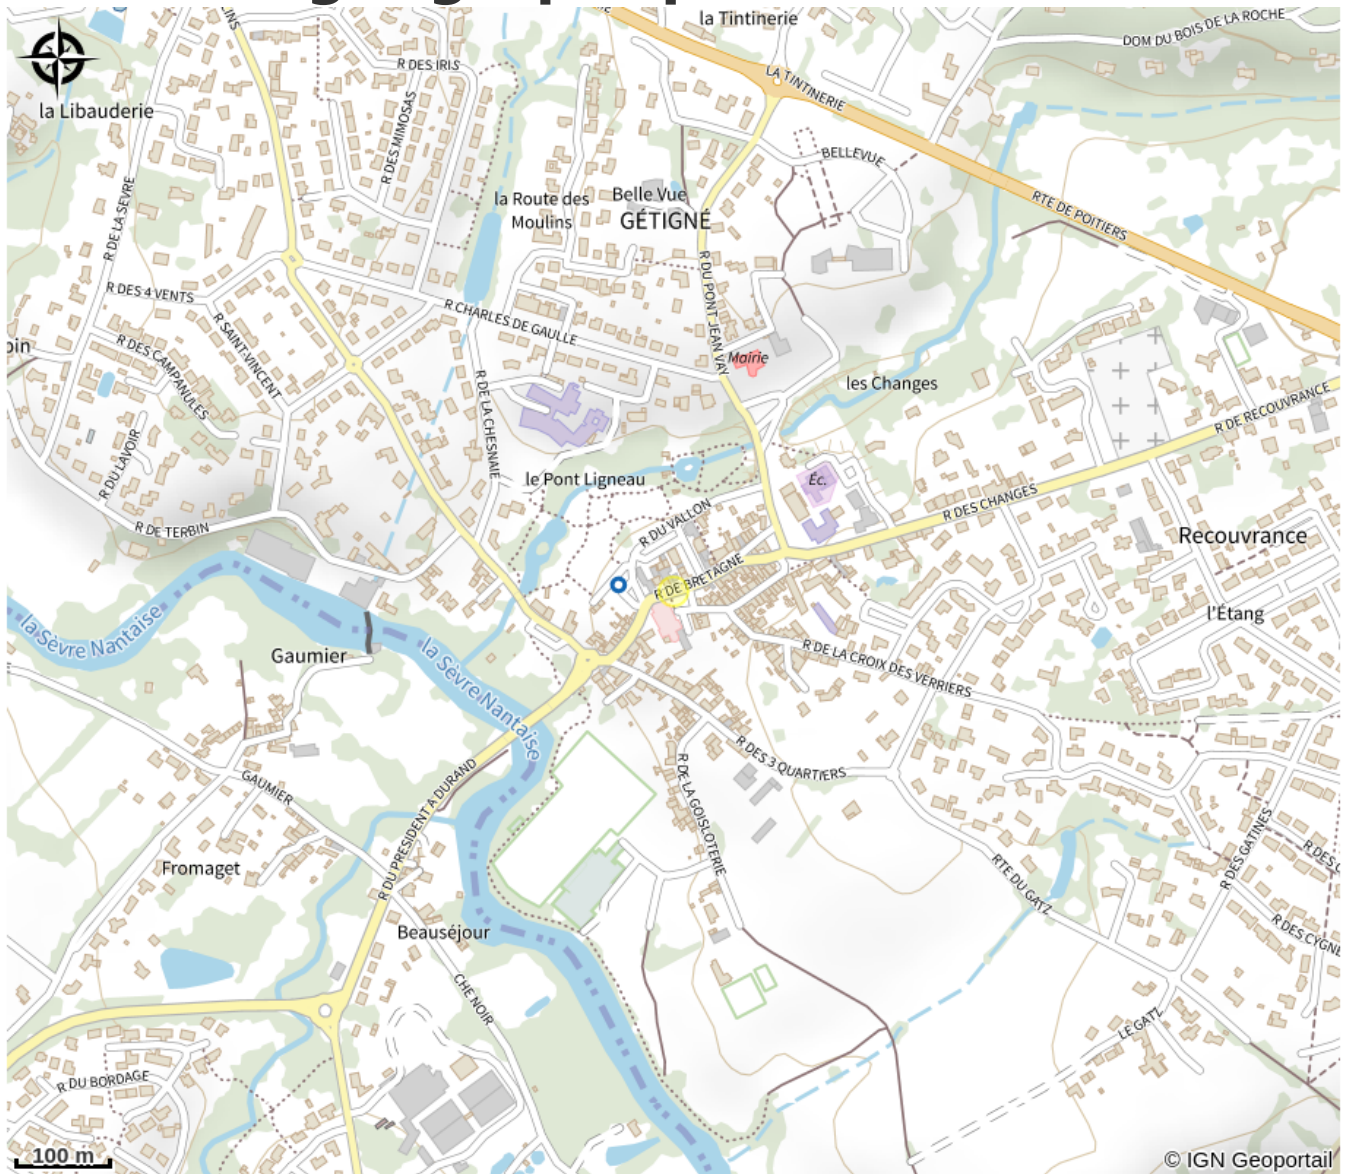 la Tintinerie
DOM DU BOIS DE LA ROCHE
R DES IRIS
LA TINTINERIE
la Libauderie
R DES MIMOSAS
BELLEVUE
R DE LA SEVRE
la Route des
Moulins
Belle Vue
GÉTIGNÉ
RTE DE POITIERS
R DU PONT JEAN VAY
R DES 4 VENTS
R CHARLES DE GAULLE
R SAINT-VINCENT
R DES CAMPANULES
Mairie
les Changes
R DE LA CHESNAIE
R DE RECOUVRANCE
R DU LAVOIR
le Pont Ligneau
Éc.
R DES CHANGES
R DE TERBIN
R DU VALLON
Recouvrance
R DE BRETAGNE
la Sèvre Nantaise
l'Étang
Gaumier
la Sèvre Nantaise
R DE LA CROIX DES VERRIERS
R DES 3 QUARTIERS
GAUMIER
R DU PRESIDENT A DURAND
R DE LA GOISLOTERIE
Fromaget
R DES GATINES
RTE DU GATZ
Beauséjour
R DES CYGNE
CHE NOIR
LE GATZ
R DU BORDAGE
100 m
© IGN Geoportail